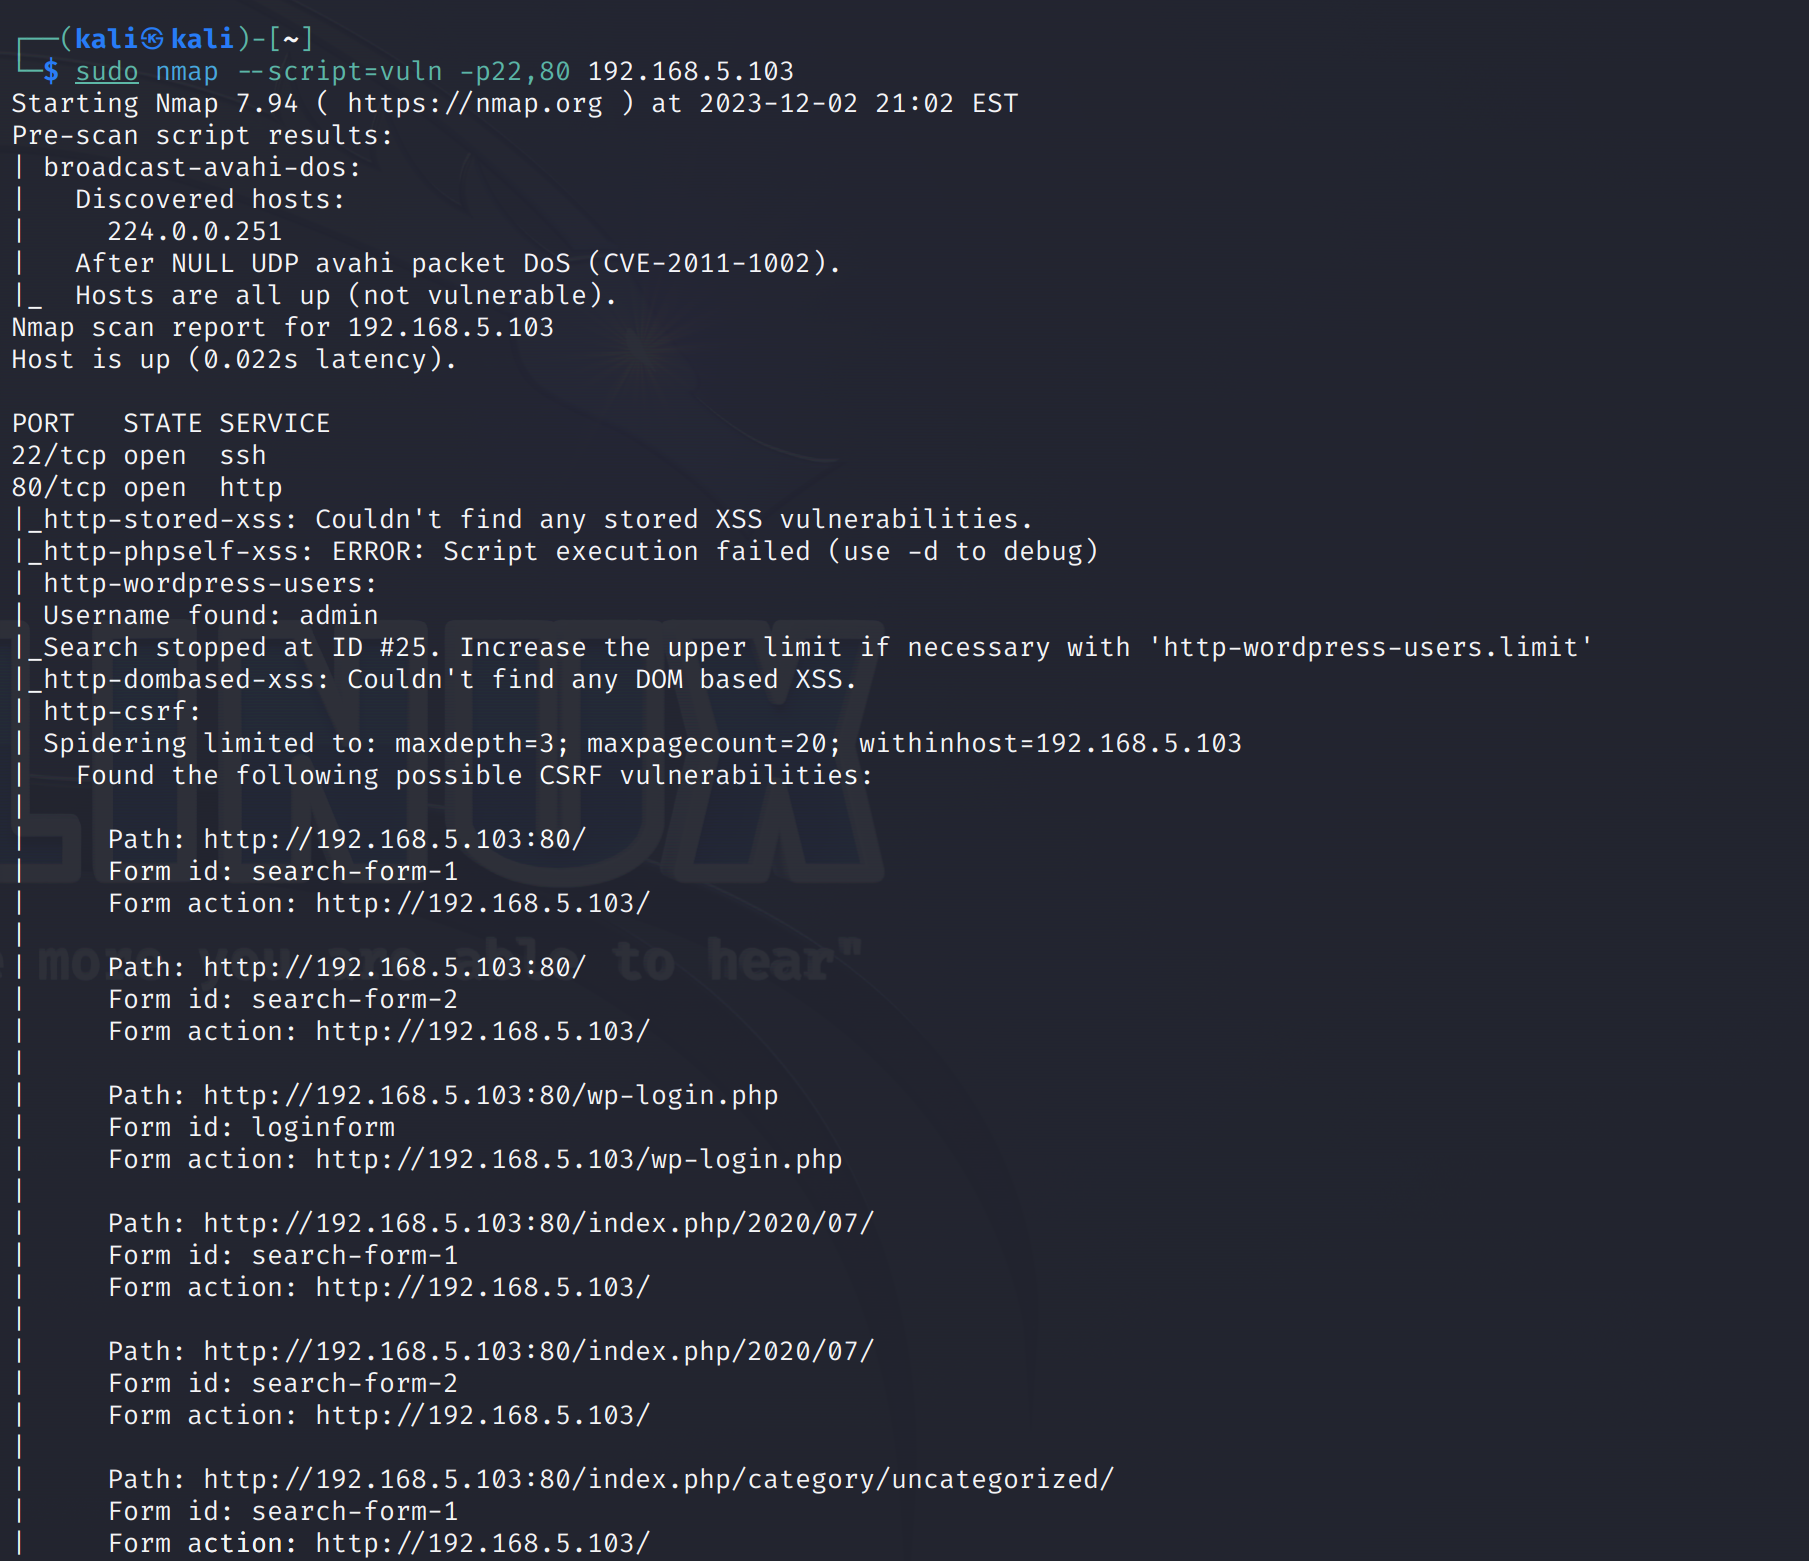 ┌──(kali㉿kali)-[~]
└─$ sudo nmap --script=vuln -p22,80 192.168.5.103
Starting Nmap 7.94 ( https://nmap.org ) at 2023-12-02 21:02 EST
Pre-scan script results:
| broadcast-avahi-dos:
|   Discovered hosts:
|     224.0.0.251
|   After NULL UDP avahi packet DoS (CVE-2011-1002).
|_  Hosts are all up (not vulnerable).
Nmap scan report for 192.168.5.103
Host is up (0.022s latency).

PORT   STATE SERVICE
22/tcp open  ssh
80/tcp open  http
|_http-stored-xss: Couldn't find any stored XSS vulnerabilities.
|_http-phpself-xss: ERROR: Script execution failed (use -d to debug)
| http-wordpress-users:
| Username found: admin
|_Search stopped at ID #25. Increase the upper limit if necessary with 'http-wordpress-users.limit'
|_http-dombased-xss: Couldn't find any DOM based XSS.
| http-csrf:
| Spidering limited to: maxdepth=3; maxpagecount=20; withinhost=192.168.5.103
|   Found the following possible CSRF vulnerabilities:
|
|     Path: http://192.168.5.103:80/
|     Form id: search-form-1
|     Form action: http://192.168.5.103/
|
|     Path: http://192.168.5.103:80/
|     Form id: search-form-2
|     Form action: http://192.168.5.103/
|
|     Path: http://192.168.5.103:80/wp-login.php
|     Form id: loginform
|     Form action: http://192.168.5.103/wp-login.php
|
|     Path: http://192.168.5.103:80/index.php/2020/07/
|     Form id: search-form-1
|     Form action: http://192.168.5.103/
|
|     Path: http://192.168.5.103:80/index.php/2020/07/
|     Form id: search-form-2
|     Form action: http://192.168.5.103/
|
|     Path: http://192.168.5.103:80/index.php/category/uncategorized/
|     Form id: search-form-1
|     Form action: http://192.168.5.103/
LINUX
more you are able to hear"